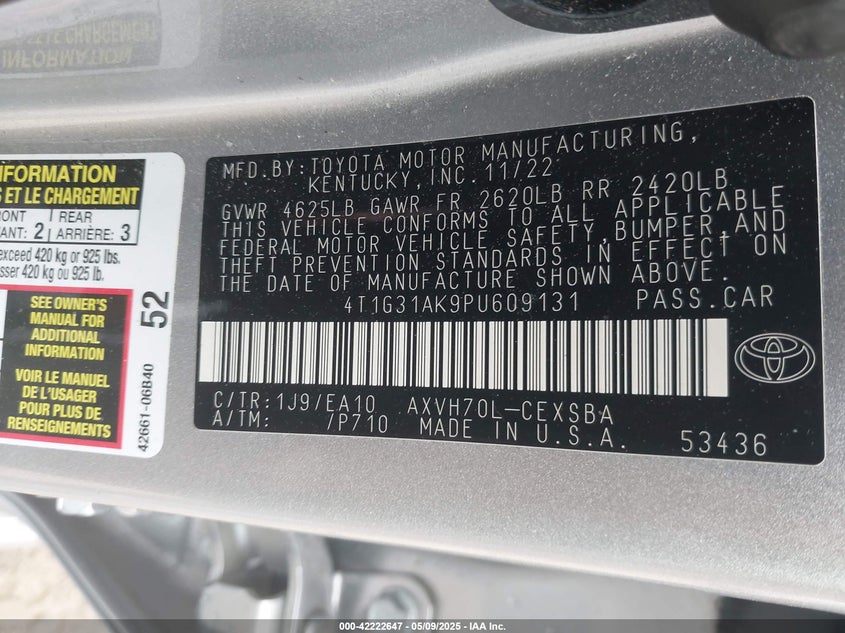 INFORMATION
S ET LE CHARGEMENT
RONT REAR
VANT: 2 ARRIÈRE: 3
exceed 420 kg or 925 lbs.
sser 420 kg ou 925 lb.
SEE OWNER'S
MANUAL FOR
ADDITIONAL
INFORMATION
VOIR LE MANUEL
DE L'USAGER
POUR PLUS DE
RENSEIGNEMENTS
52
42661-06B40
MFD.BY:TOYOTA MOTOR MANUFACTURING,
KENTUCKY,INC.11/22
GVWR 4625LB GAWR FR 2620LB RR 2420LB
THIS VEHICLE CONFORMS TO ALL APPLICABLE
FEDERAL MOTOR VEHICLE SAFETY,BUMPER,AND
THEFT PREVENTION STANDARDS IN EFFECT ON
THE DATE OF MANUFACTURE SHOWN ABOVE.
4T1G31AK9PU609131 PASS.CAR
C/TR:1J9/EA10 AXVH70L-CEXSBA
A/TM: /P710 MADE IN U.S.A. 53436
000-42222647 - 05/09/2025 - IAA Inc.